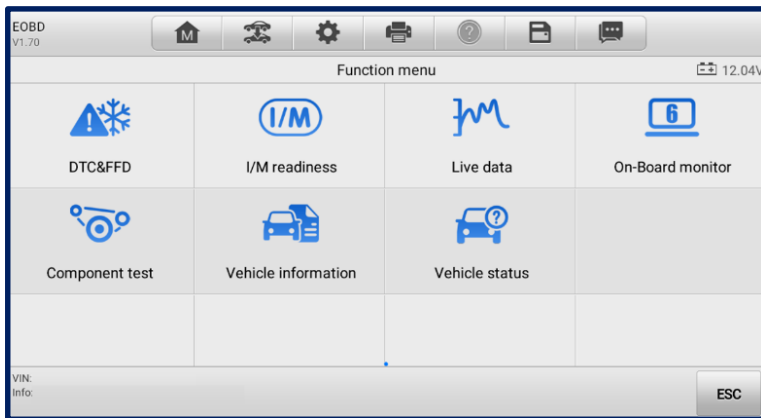 EOBD
V1.70
M
?
Function menu
12.04V
DTC&FFD
I/M
I/M readiness
Live data
6
On-Board monitor
Component test
Vehicle information
?
Vehicle status
VIN:
Info:
ESC